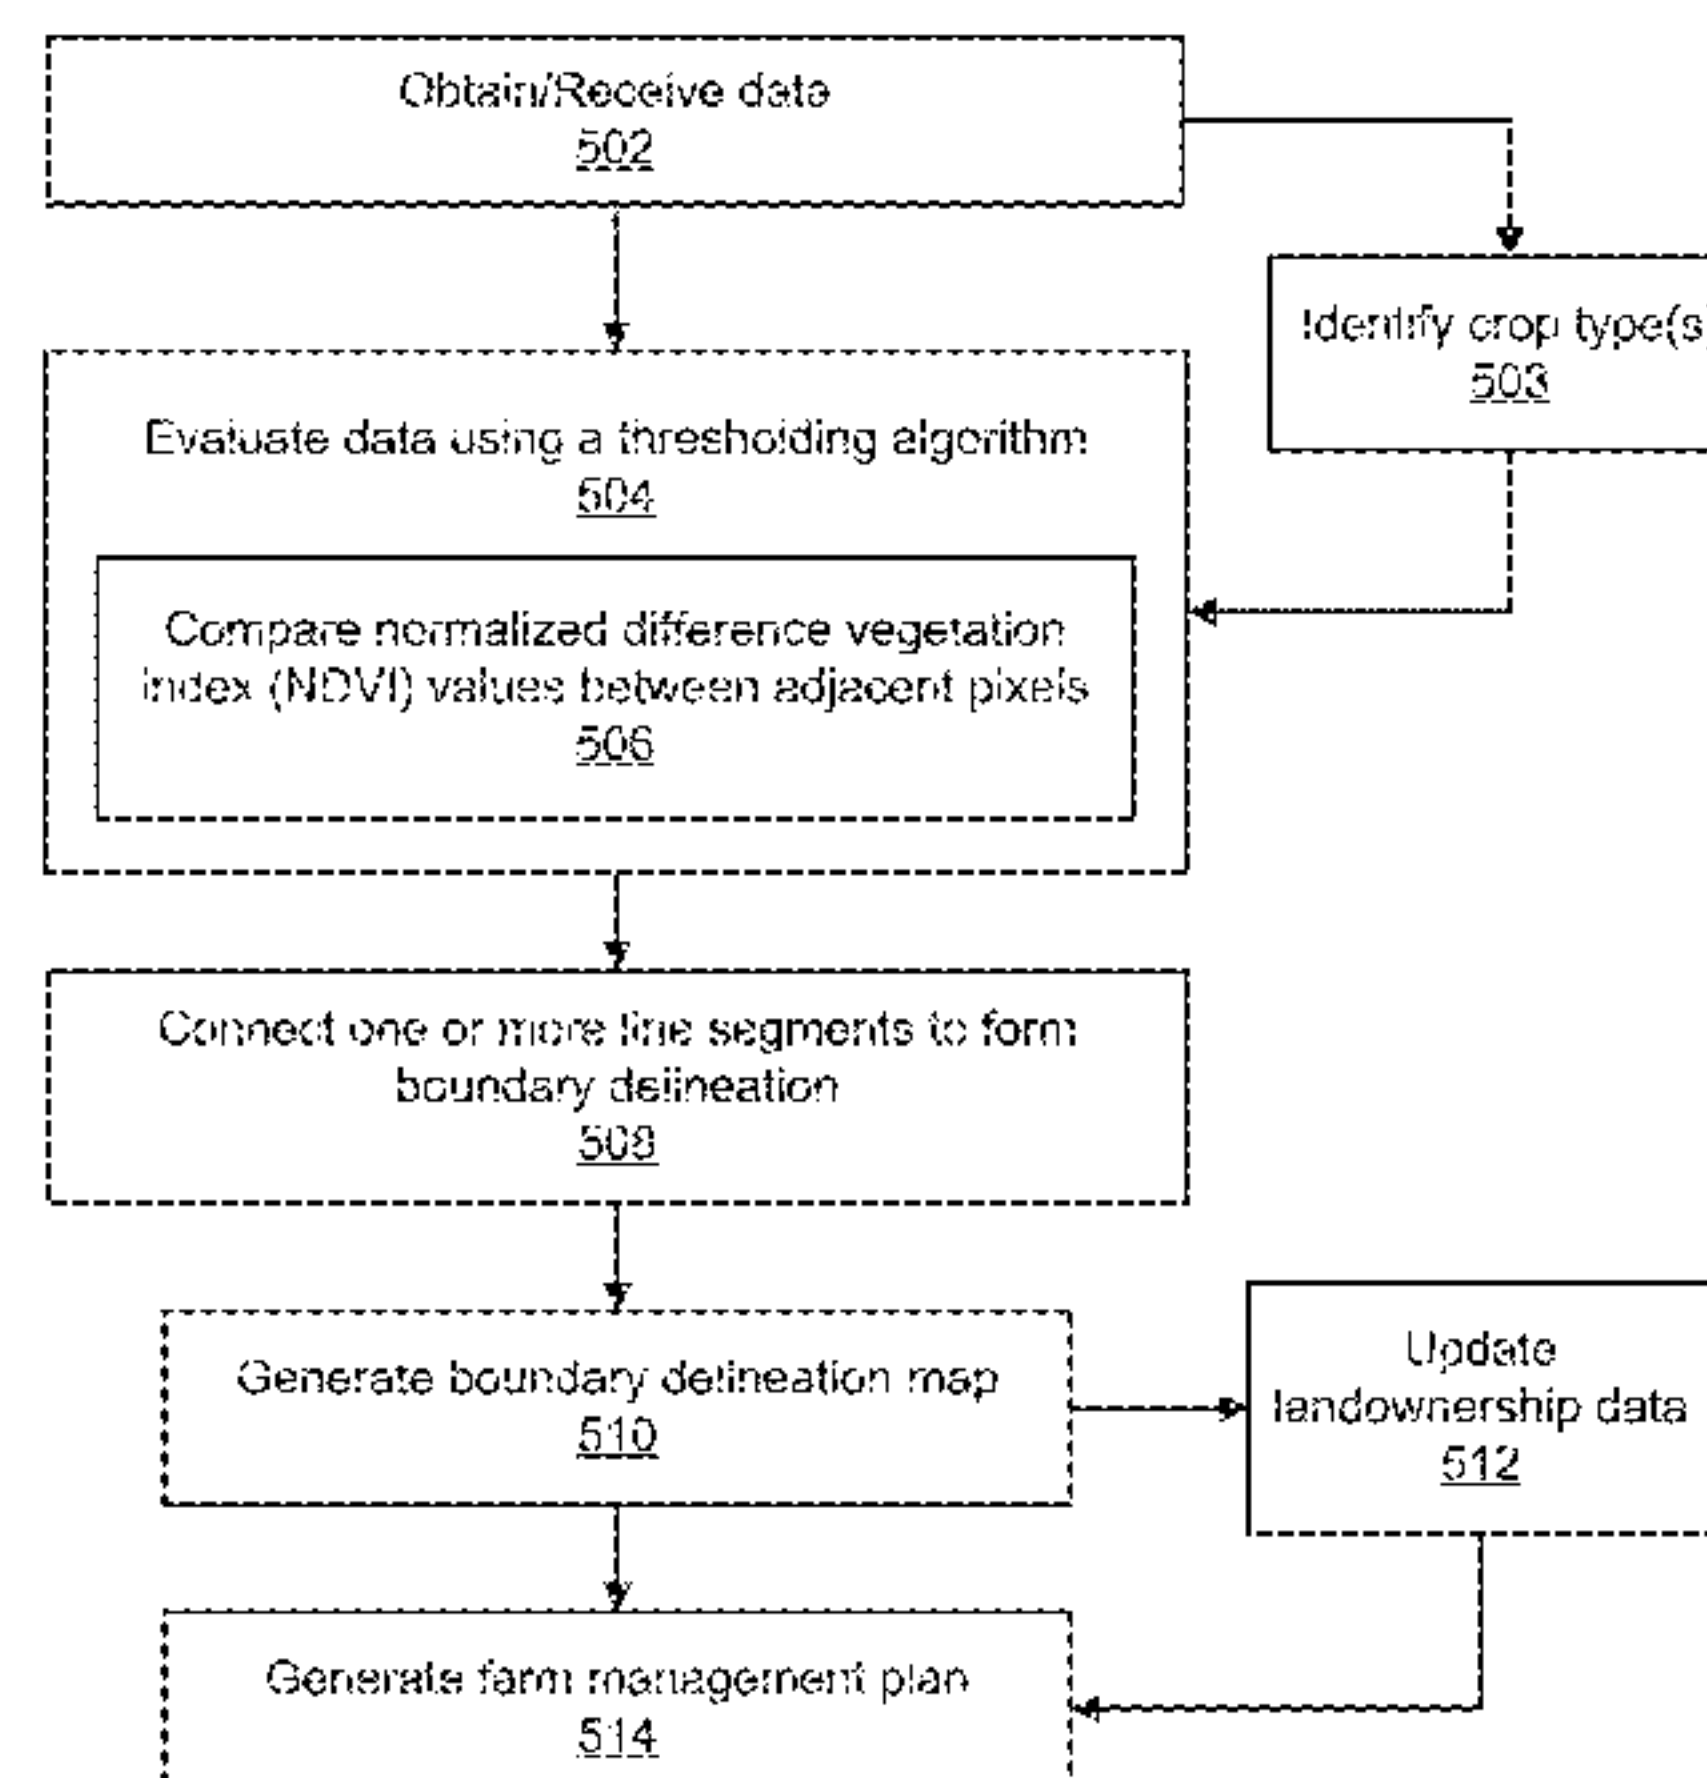 Obtain/Receive data
502
Identify crop type(s)
503
Evaluate data using a thresholding algorithm
504
Compare normalized difference vegetation
index (NDVI) values between adjacent pixels
506
Connect one or more line segments to form
boundary delineation
508
Generate boundary delineation map
510
Update
landownership data
512
Generate farm management plan
514